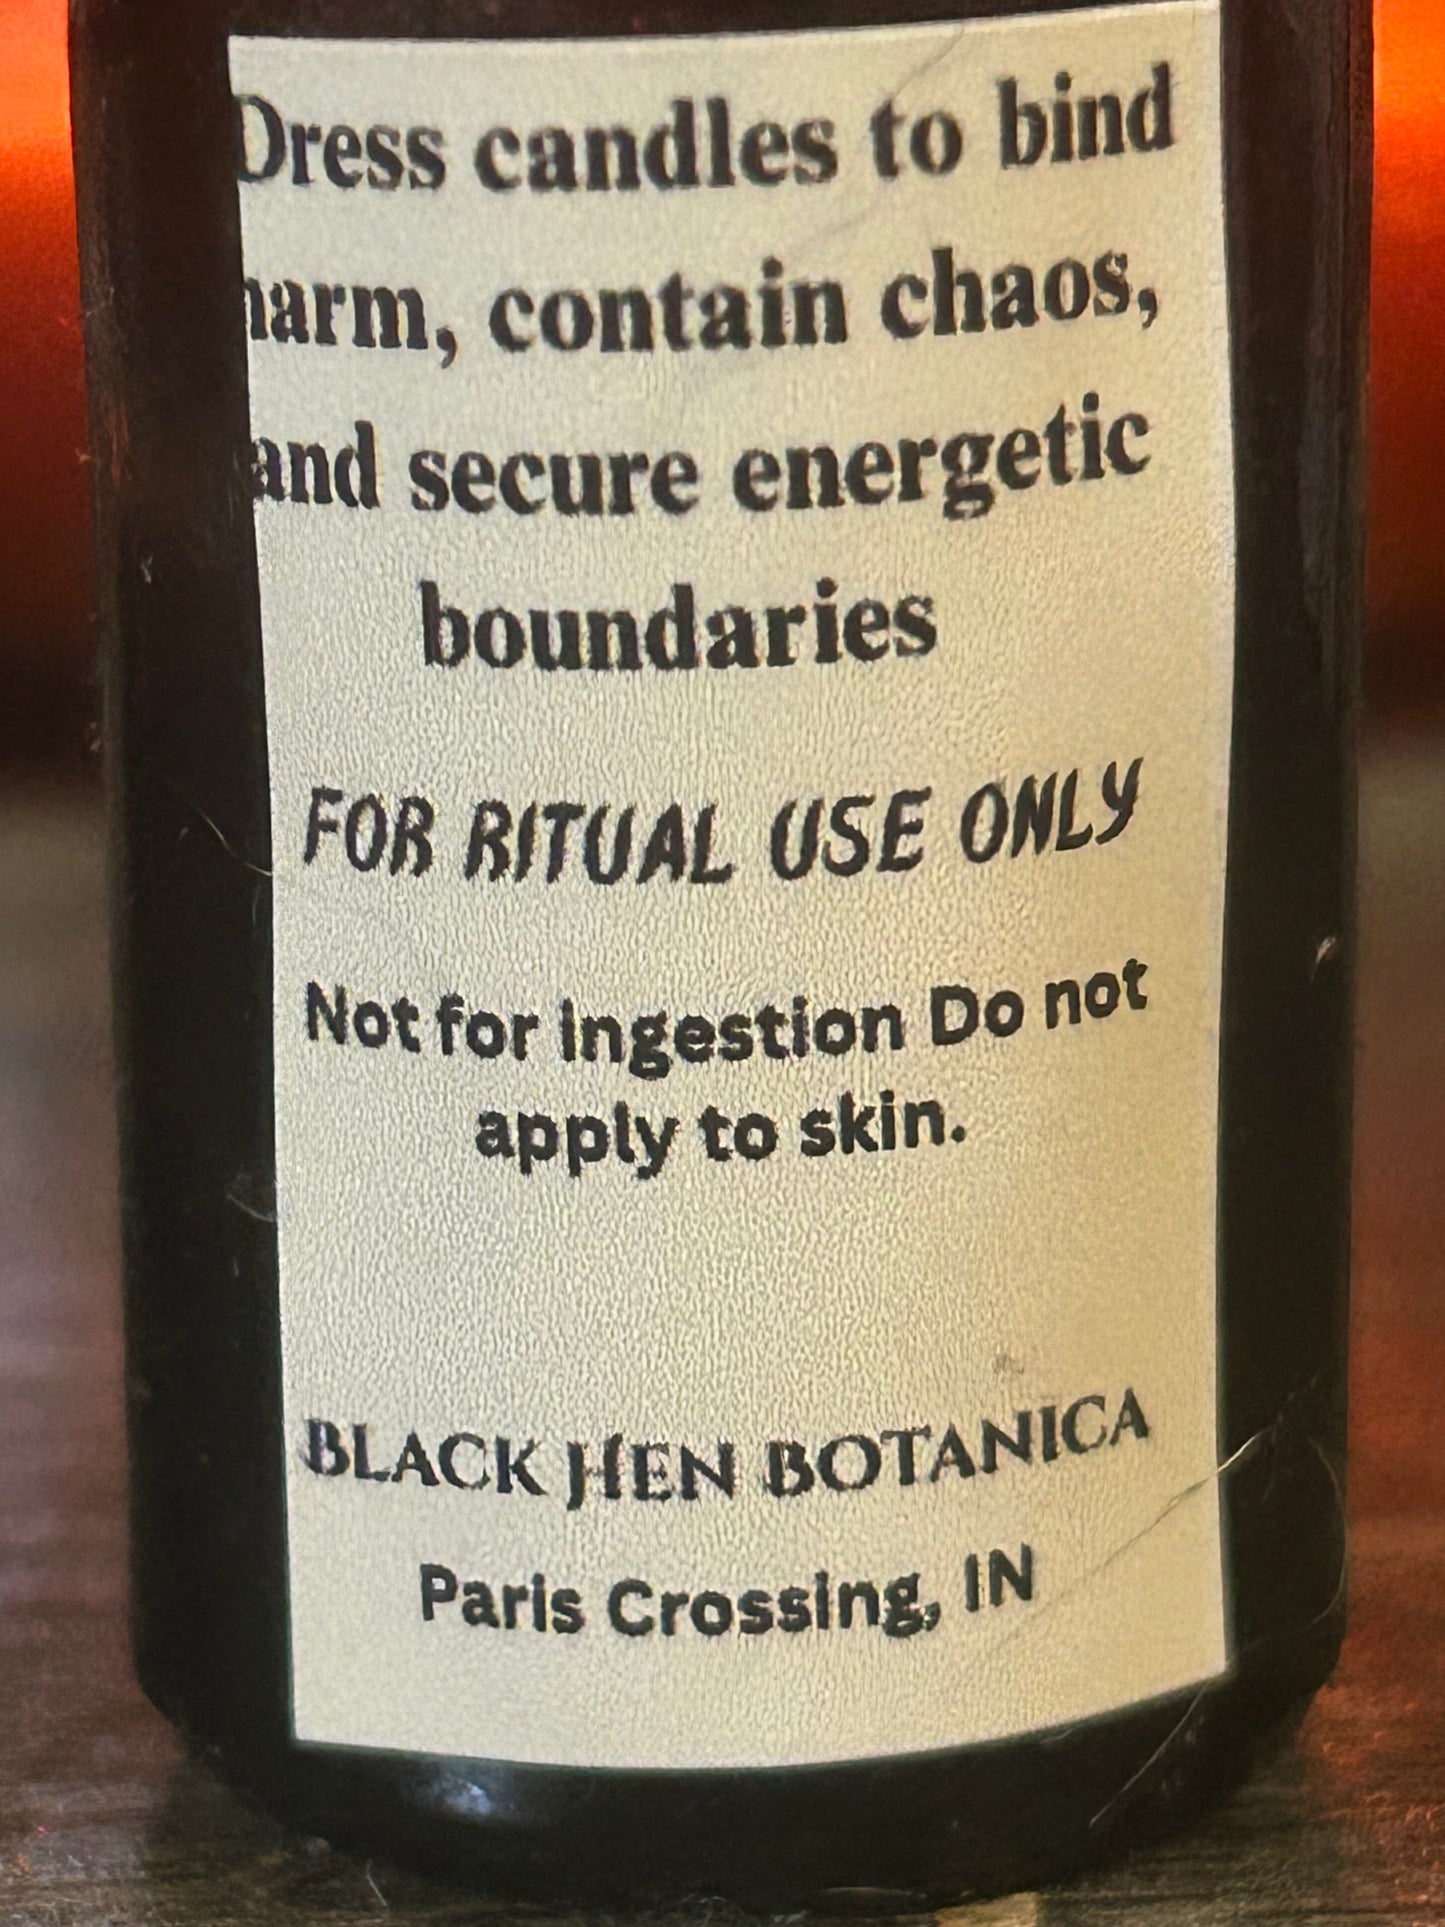 Dress candles to bind
harm, contain chaos,
and secure energetic
boundaries
FOR RITUAL USE ONLY
Not for Ingestion Do not
apply to skin.
BLACK HEN BOTANICA
Paris Crossing, IN